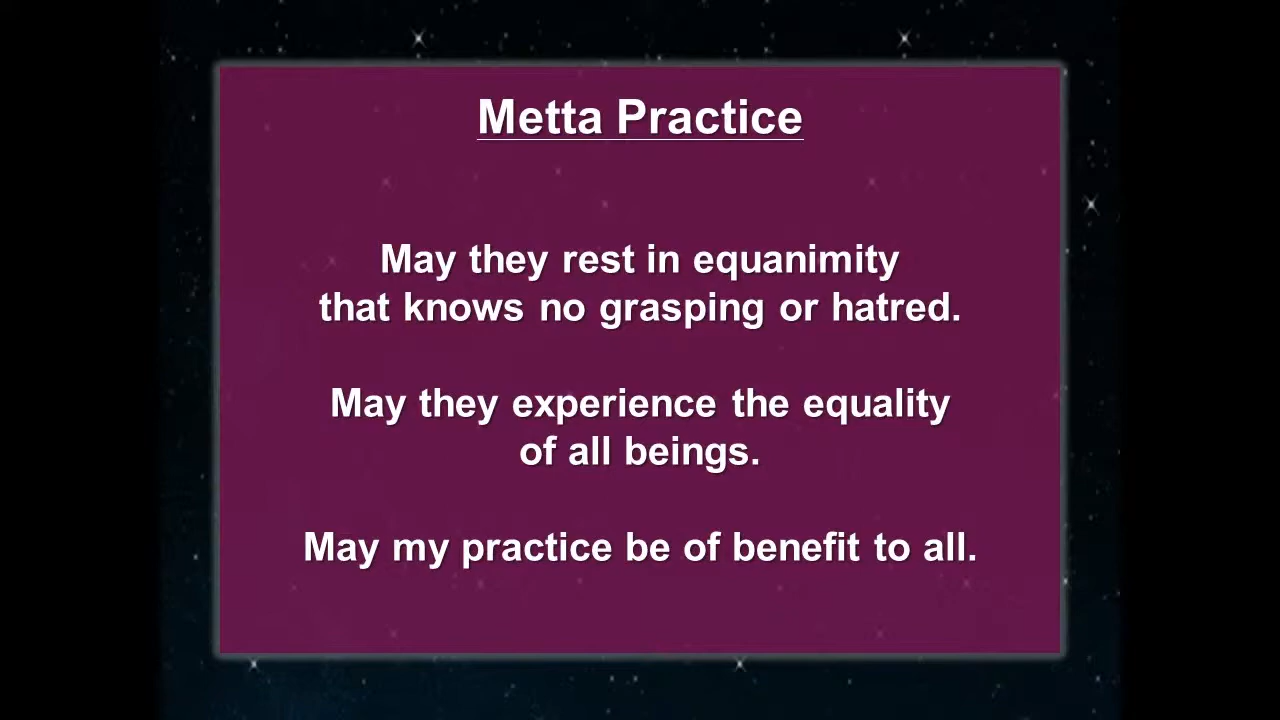 Metta Practice
May they rest in equanimity
that knows no grasping or hatred.
May they experience the equality
of all beings.
May my practice be of benefit to all.